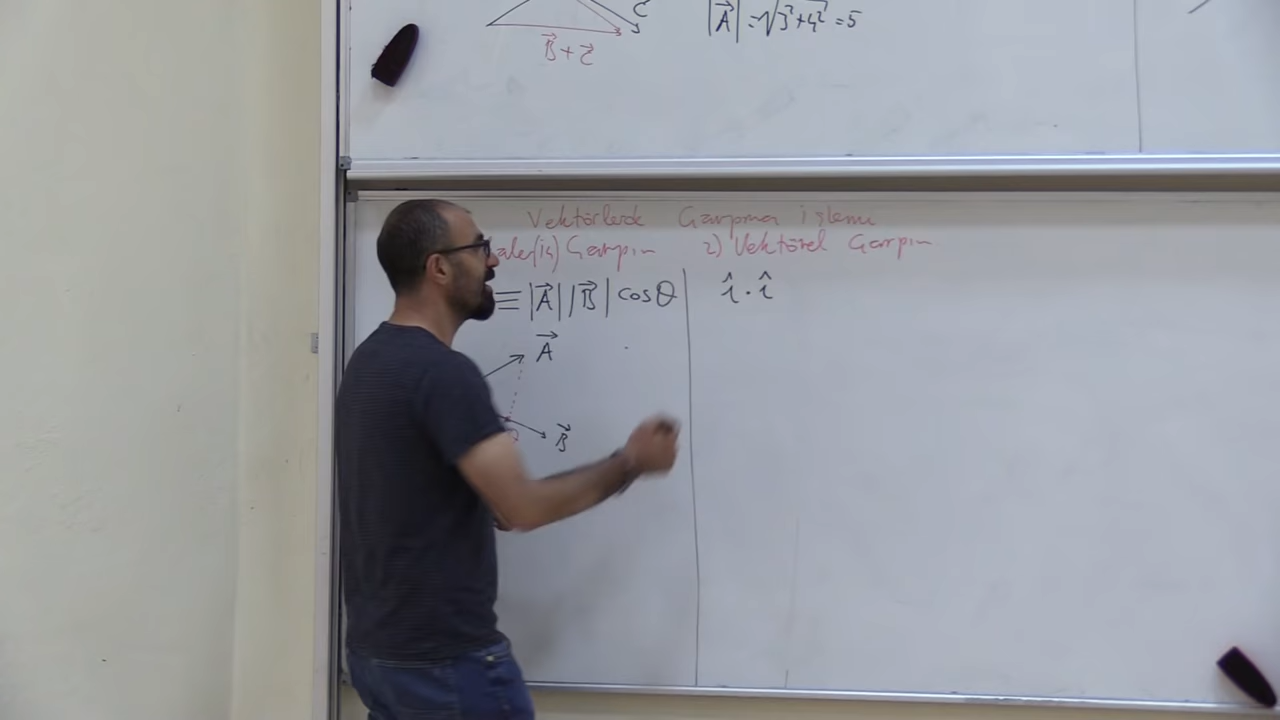 C⃗
B⃗ + C⃗
|A⃗| = √3²+4² = 5
Vektörlerde Çarpma işlemi
aler(iç) Çarpım 2) Vektörel Çarpım
≡ |A⃗| |B⃗| cosθ
î . î
A⃗
B⃗